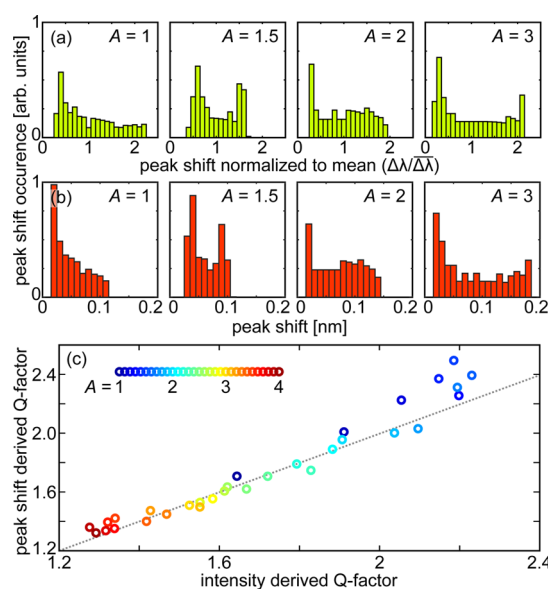 peak shift occurence [arb. units]
1
0
(a)
A = 1
A = 1.5
A = 2
A = 3
0 1 2 0 1 2 0 1 2 0 1 2
peak shift normalized to mean (Δλ/Δλ̅)
1
0
(b)
A = 1
A = 1.5
A = 2
A = 3
0 0.1 0.2 0 0.1 0.2 0 0.1 0.2 0 0.1 0.2
peak shift [nm]
(c)
A =
1 2 3 4
peak shift derived Q-factor
2.4
2.0
1.6
1.2
1.2 1.6 2 2.4
intensity derived Q-factor